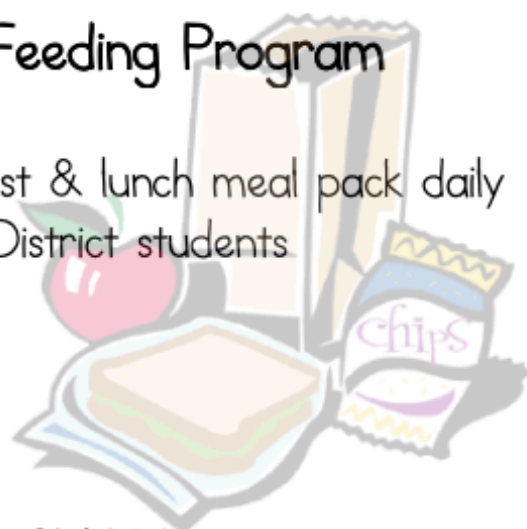 Feeding Program
st & lunch meal pack daily
District students
chips